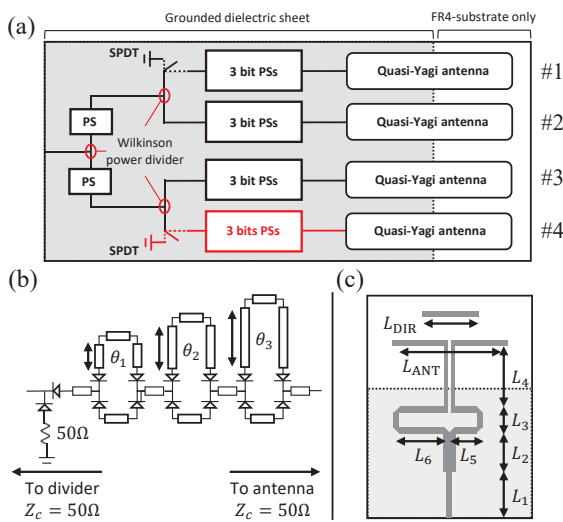 Grounded dielectric sheet
FR4-substrate only
(a)
SPDT
3 bit PSs
Quasi-Yagi antenna
#1
PS
3 bit PSs
Quasi-Yagi antenna
#2
Wilkinson
power divider
PS
3 bit PSs
Quasi-Yagi antenna
#3
SPDT
3 bits PSs
Quasi-Yagi antenna
#4
(b)
θ1
θ2
θ3
50Ω
To divider
Zc = 50Ω
To antenna
Zc = 50Ω
(c)
LDIR
LANT
L4
L3
L6
L5
L2
L1